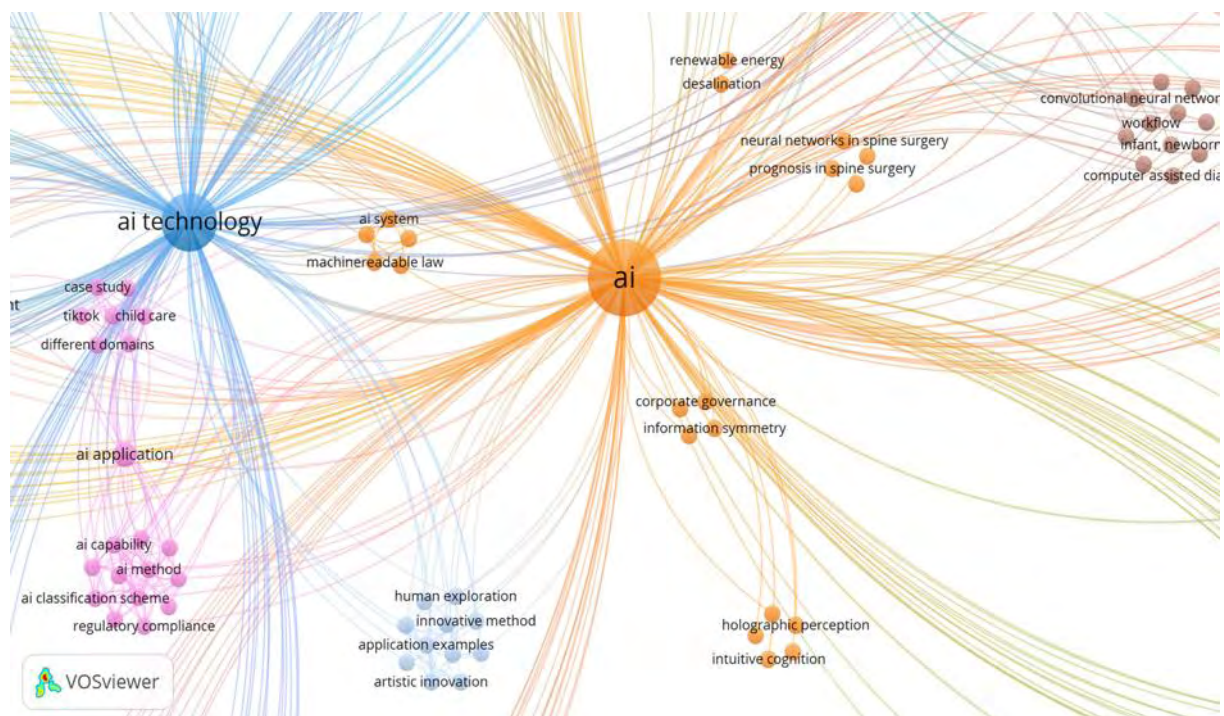 renewable energy
desalination
convolutional neural networ
workflow
infant, newborn
computer assisted dia
neural networks in spine surgery
prognosis in spine surgery
ai technology
ai system
machinereadable law
ai
case study
tiktok
child care
different domains
nt
corporate governance
information symmetry
ai application
ai capability
ai method
ai classification scheme
regulatory compliance
human exploration
innovative method
application examples
artistic innovation
holographic perception
intuitive cognition
VOSviewer